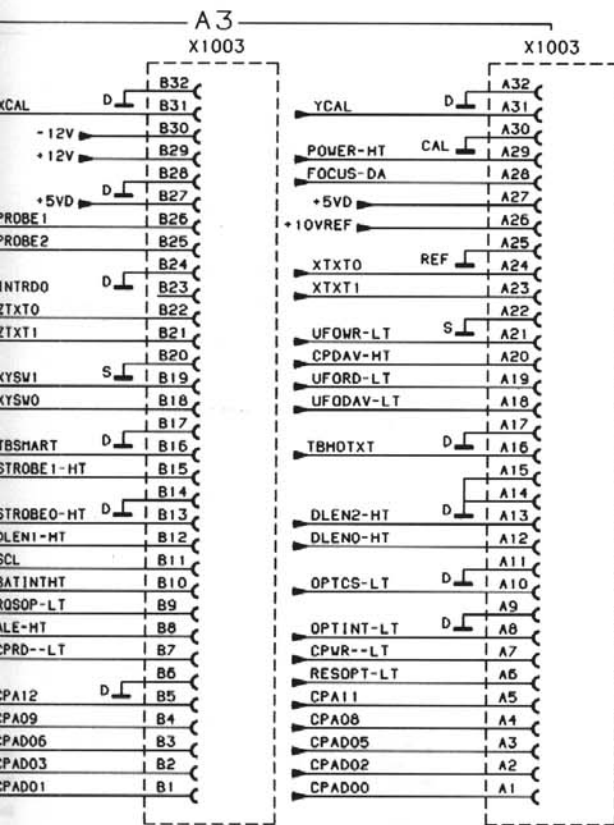 A3
X1003
B32
XCAL D B31
-12V B30
+12V B29
B28
+5VD D B27
PROBE1 B26
PROBE2 B25
B24
INTRD0 D B23
ZTXT0 B22
ZTXT1 B21
B20
XYSW1 S B19
XYSW0 B18
B17
TBSMART D B16
STROBE1-HT B15
B14
STROBE0-HT D B13
DLEN1-HT B12
SCL B11
BATINTHT B10
ROSOP-LT B9
ALE-HT B8
CPRD--LT B7
B6
CPA12 D B5
CPA09 B4
CPAD06 B3
CPAD03 B2
CPAD01 B1
X1003
A32
YCAL D A31
A30
POWER-HT CAL A29
FOCUS-DA A28
+5VD A27
+10VREF A26
A25
XTXT0 REF A24
XTXT1 A23
A22
UFOWR-LT S A21
CPDAV-HT A20
UFORD-LT A19
UFODAV-LT A18
A17
TBHOTXT D A16
A15
A14
DLEN2-HT D A13
DLEN0-HT A12
A11
OPTCS-LT D A10
A9
OPTINT-LT D A8
CPWR--LT A7
RESOPT-LT A6
CPA11 A5
CPA08 A4
CPAD05 A3
CPAD02 A2
CPAD00 A1